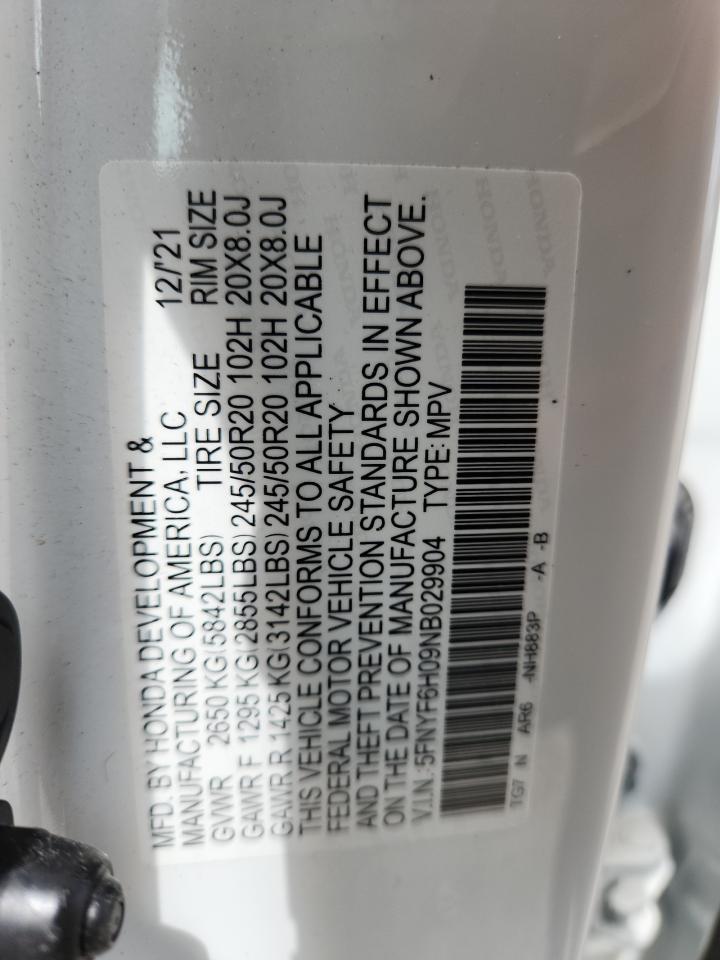 MFD. BY HONDA DEVELOPMENT &
MANUFACTURING OF AMERICA, LLC 12/'21
GVWR 2650 KG(5842LBS) TIRE SIZE RIM SIZE
GAWR F 1295 KG(2855LBS) 245/50R20 102H 20X8.0J
GAWR R 1425 KG(3142LBS) 245/50R20 102H 20X8.0J
THIS VEHICLE CONFORMS TO ALL APPLICABLE
FEDERAL MOTOR VEHICLE SAFETY
AND THEFT PREVENTION STANDARDS IN EFFECT
ON THE DATE OF MANUFACTURE SHOWN ABOVE.
V.I.N.:5FNYF6H09NB029904 TYPE:MPV
TG7 N AR6 -NH883P -A -B
HONDA
HONDA
HONDA